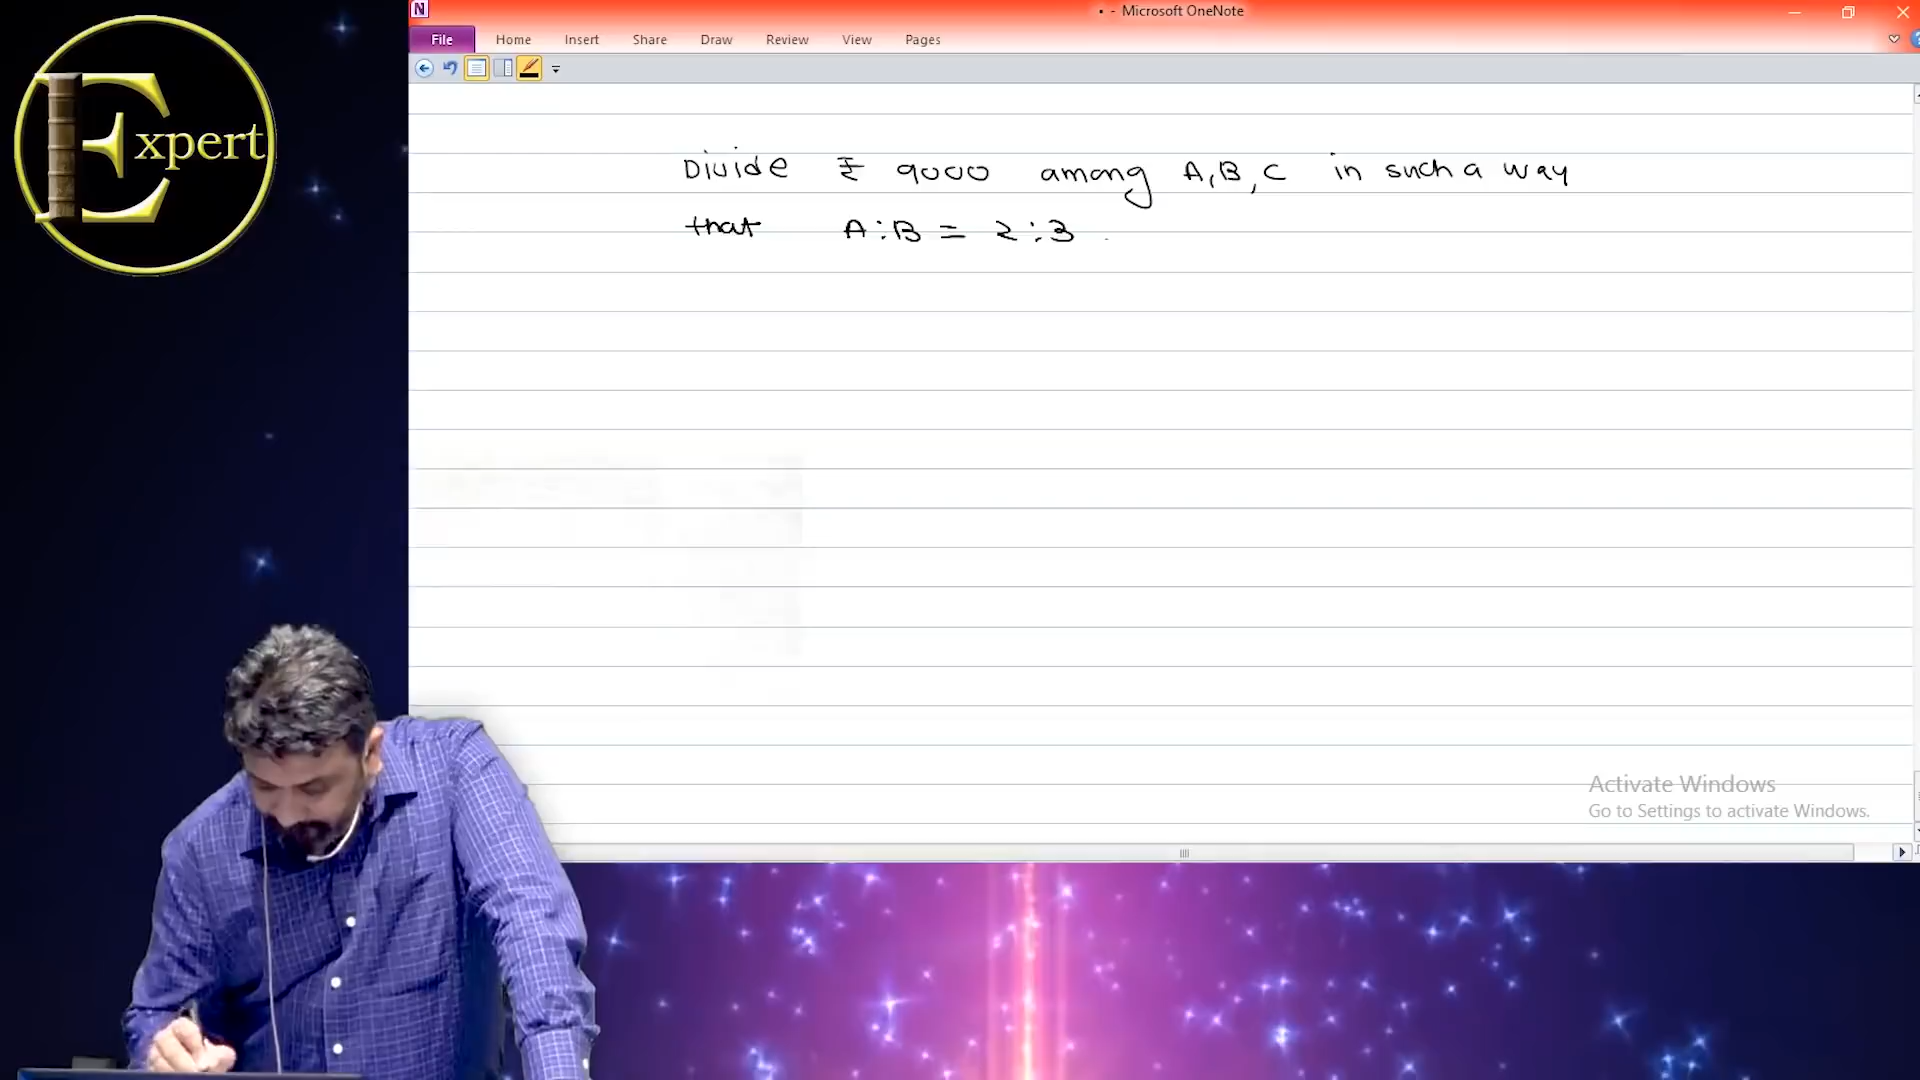 Expert
- Microsoft OneNote
File Home Insert Share Draw Review View Pages
Divide ₹ 9000 among A, B, C in such a way
that A : B = 2 : 3
Activate Windows
Go to Settings to activate Windows.